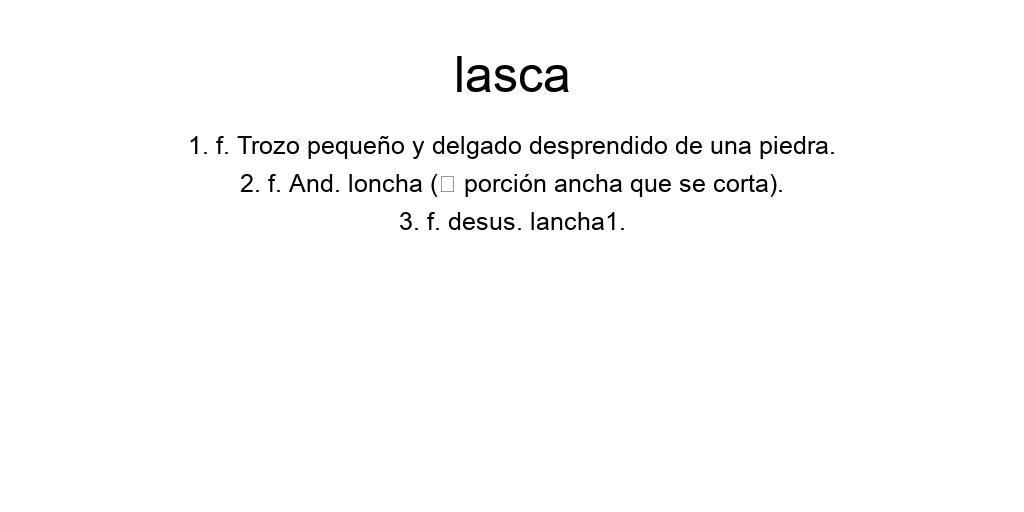 lasca
1. f. Trozo pequeño y delgado desprendido de una piedra.
2. f. And. loncha (▯ porción ancha que se corta).
3. f. desus. lancha1.